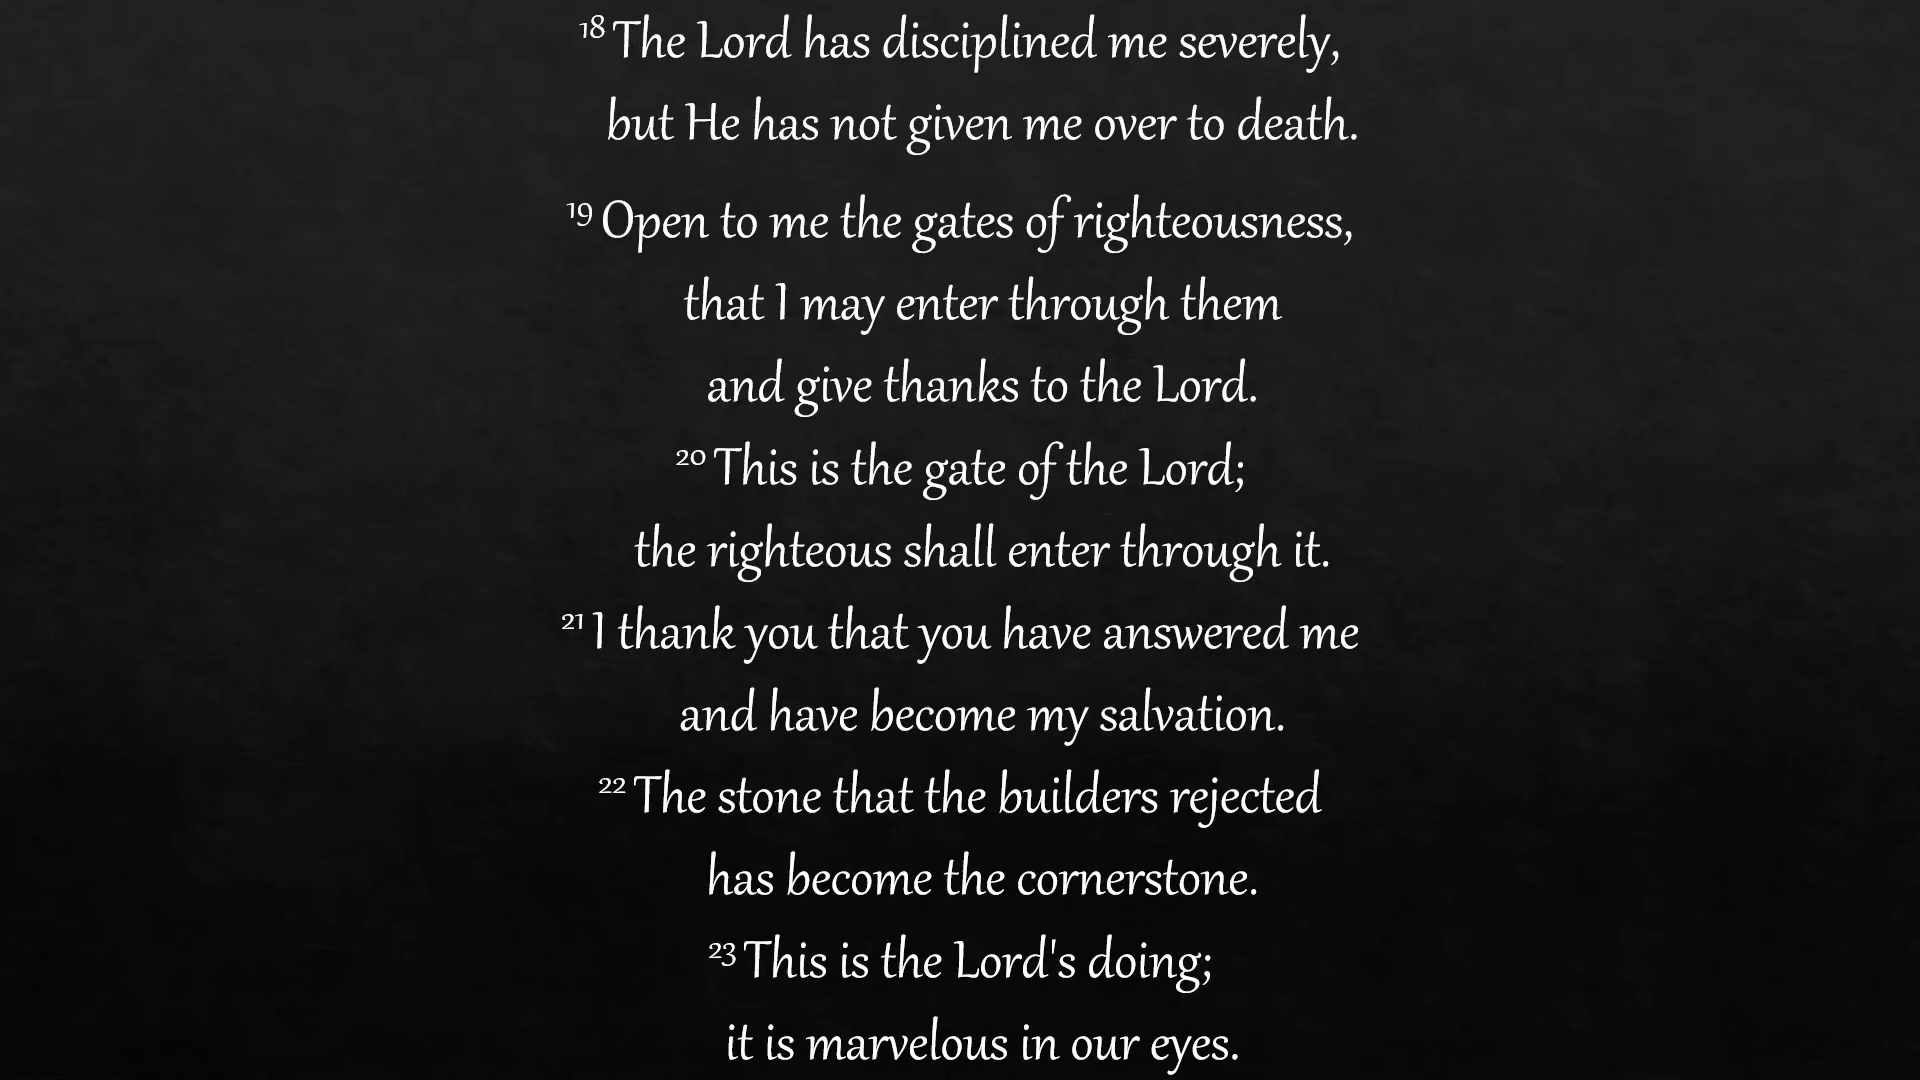 18 The Lord has disciplined me severely,
but He has not given me over to death.
19 Open to me the gates of righteousness,
that I may enter through them
and give thanks to the Lord.
20 This is the gate of the Lord;
the righteous shall enter through it.
21 I thank you that you have answered me
and have become my salvation.
22 The stone that the builders rejected
has become the cornerstone.
23 This is the Lord's doing;
it is marvelous in our eyes.